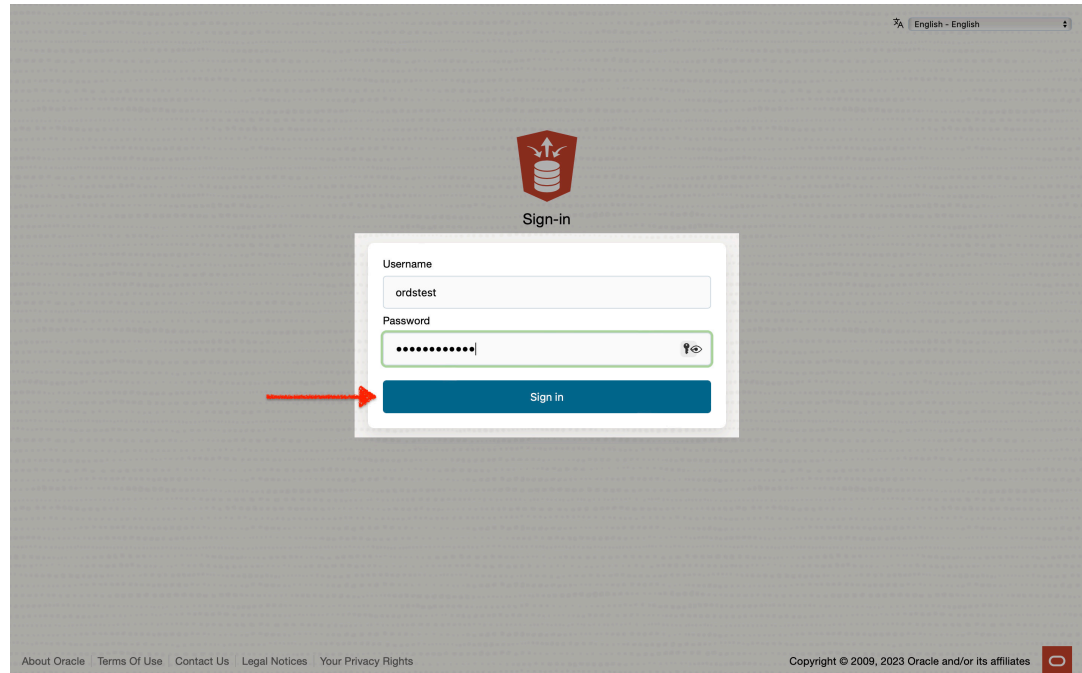 English - English
Sign-in
Username
ordstest
Password
Sign in
About Oracle Terms Of Use Contact Us Legal Notices Your Privacy Rights
Copyright © 2009, 2023 Oracle and/or its affiliates